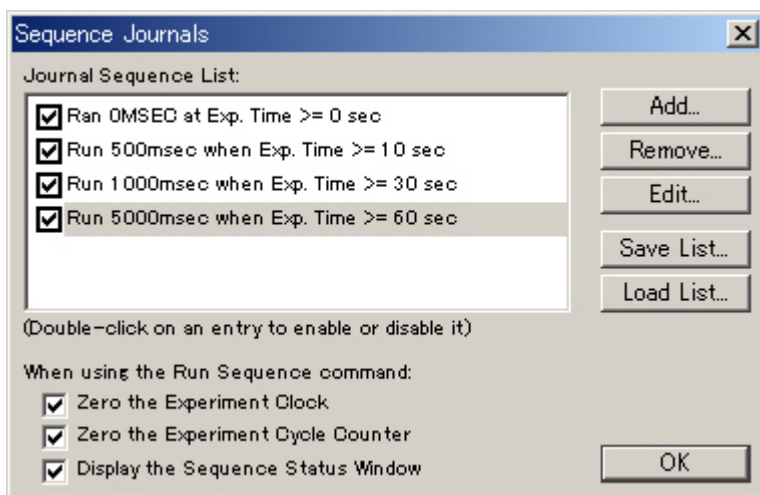 Sequence Journals
Journal Sequence List:
Ran 0MSEC at Exp. Time >= 0 sec
Run 500msec when Exp. Time >= 10 sec
Run 1000msec when Exp. Time >= 30 sec
Run 5000msec when Exp. Time >= 60 sec
Add...
Remove...
Edit...
Save List...
Load List...
(Double-click on an entry to enable or disable it)
When using the Run Sequence command:
Zero the Experiment Clock
Zero the Experiment Cycle Counter
Display the Sequence Status Window
OK